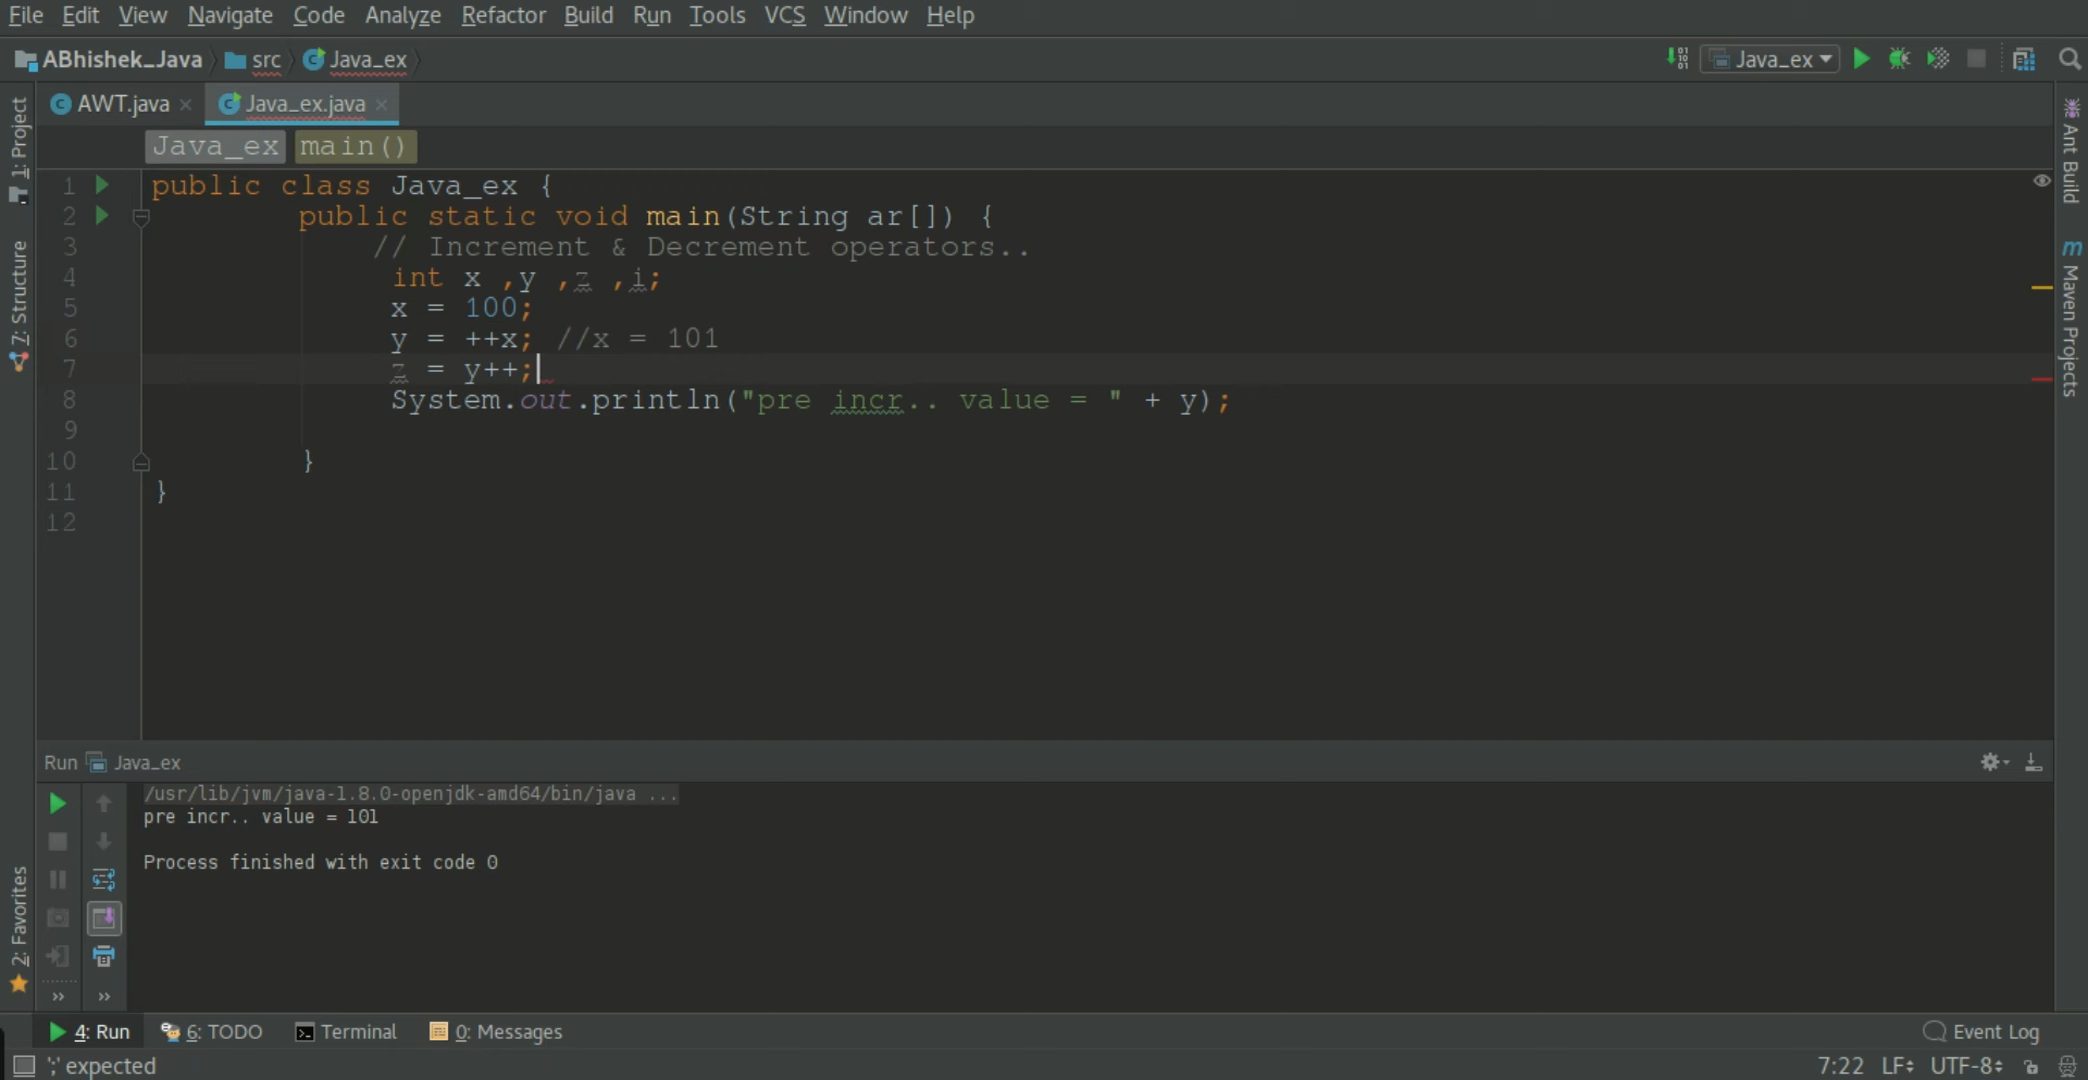 File Edit View Navigate Code Analyze Refactor Build Run Tools VCS Window Help
ABhishek_Java src Java_ex Java_ex
AWT.java Java_ex.java
Java_ex main()
1 public class Java_ex {
2 public static void main(String ar[]) {
3 // Increment & Decrement operators..
4 int x ,y ,z ,i;
5 x = 100;
6 y = ++x; //x = 101
7 z = y++;
8 System.out.println("pre incr.. value = " + y);
9
10 }
11 }
12
1: Project
7: Structure
2: Favorites
Ant Build
m Maven Projects
Run Java_ex
/usr/lib/jvm/java-1.8.0-openjdk-amd64/bin/java ...
pre incr.. value = 101
Process finished with exit code 0
4: Run 6: TODO Terminal 0: Messages Event Log
';' expected 7:22 LF UTF-8